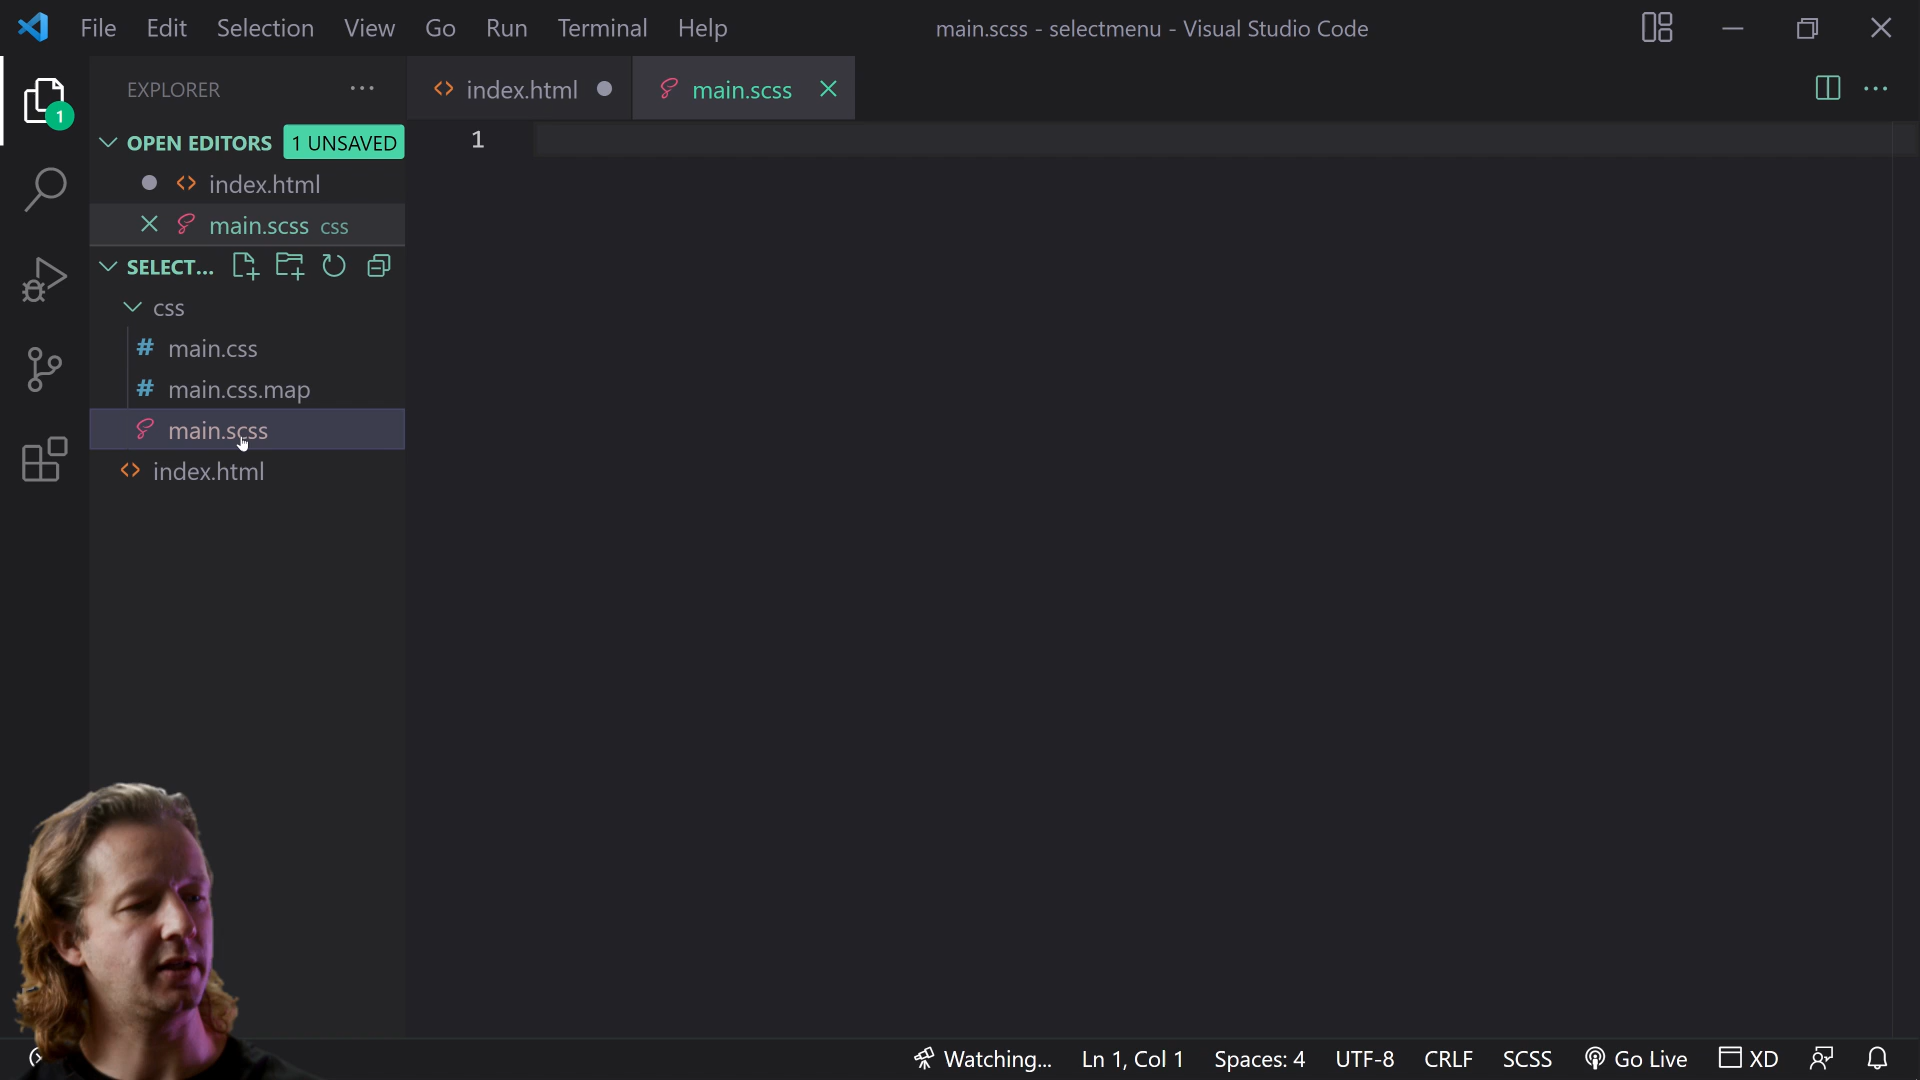 File Edit Selection View Go Run Terminal Help main.scss - selectmenu - Visual Studio Code
EXPLORER ··· index.html main.scss ···
1
OPEN EDITORS 1 UNSAVED
1
index.html
main.scss css
SELECT...
css
main.css
main.css.map
main.scss
index.html
Watching... Ln 1, Col 1 Spaces: 4 UTF-8 CRLF SCSS Go Live XD